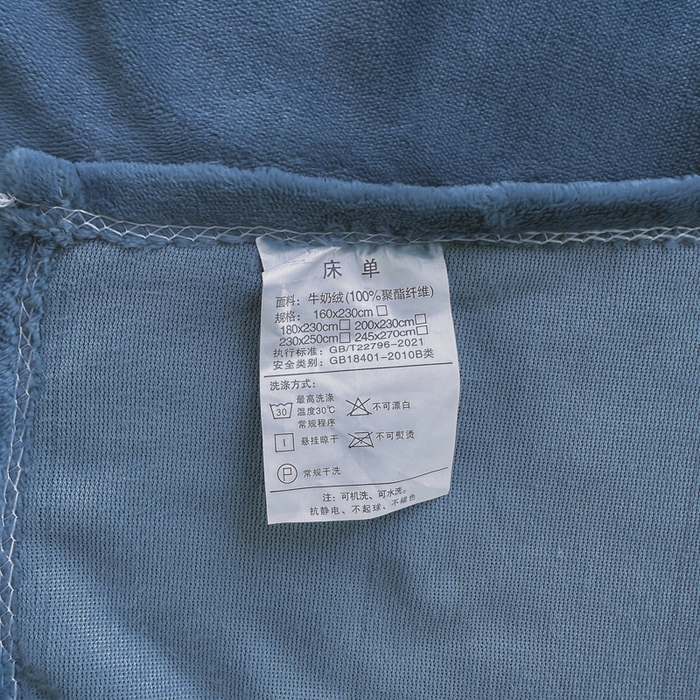 床单
面料：牛奶绒(100%聚酯纤维)
规格：160x230cm□
180x230cm□ 200x230cm□
230x250cm□ 245x270cm□
执行标准：GB/T22796-2021
安全类别：GB18401-2010B类
洗涤方式：
30 最高洗涤
温度30℃ 不可漂白
常规程序
悬挂晾干 不可熨烫
P 常规干洗
注：可机洗、可水洗。
抗静电、不起球、不褪色